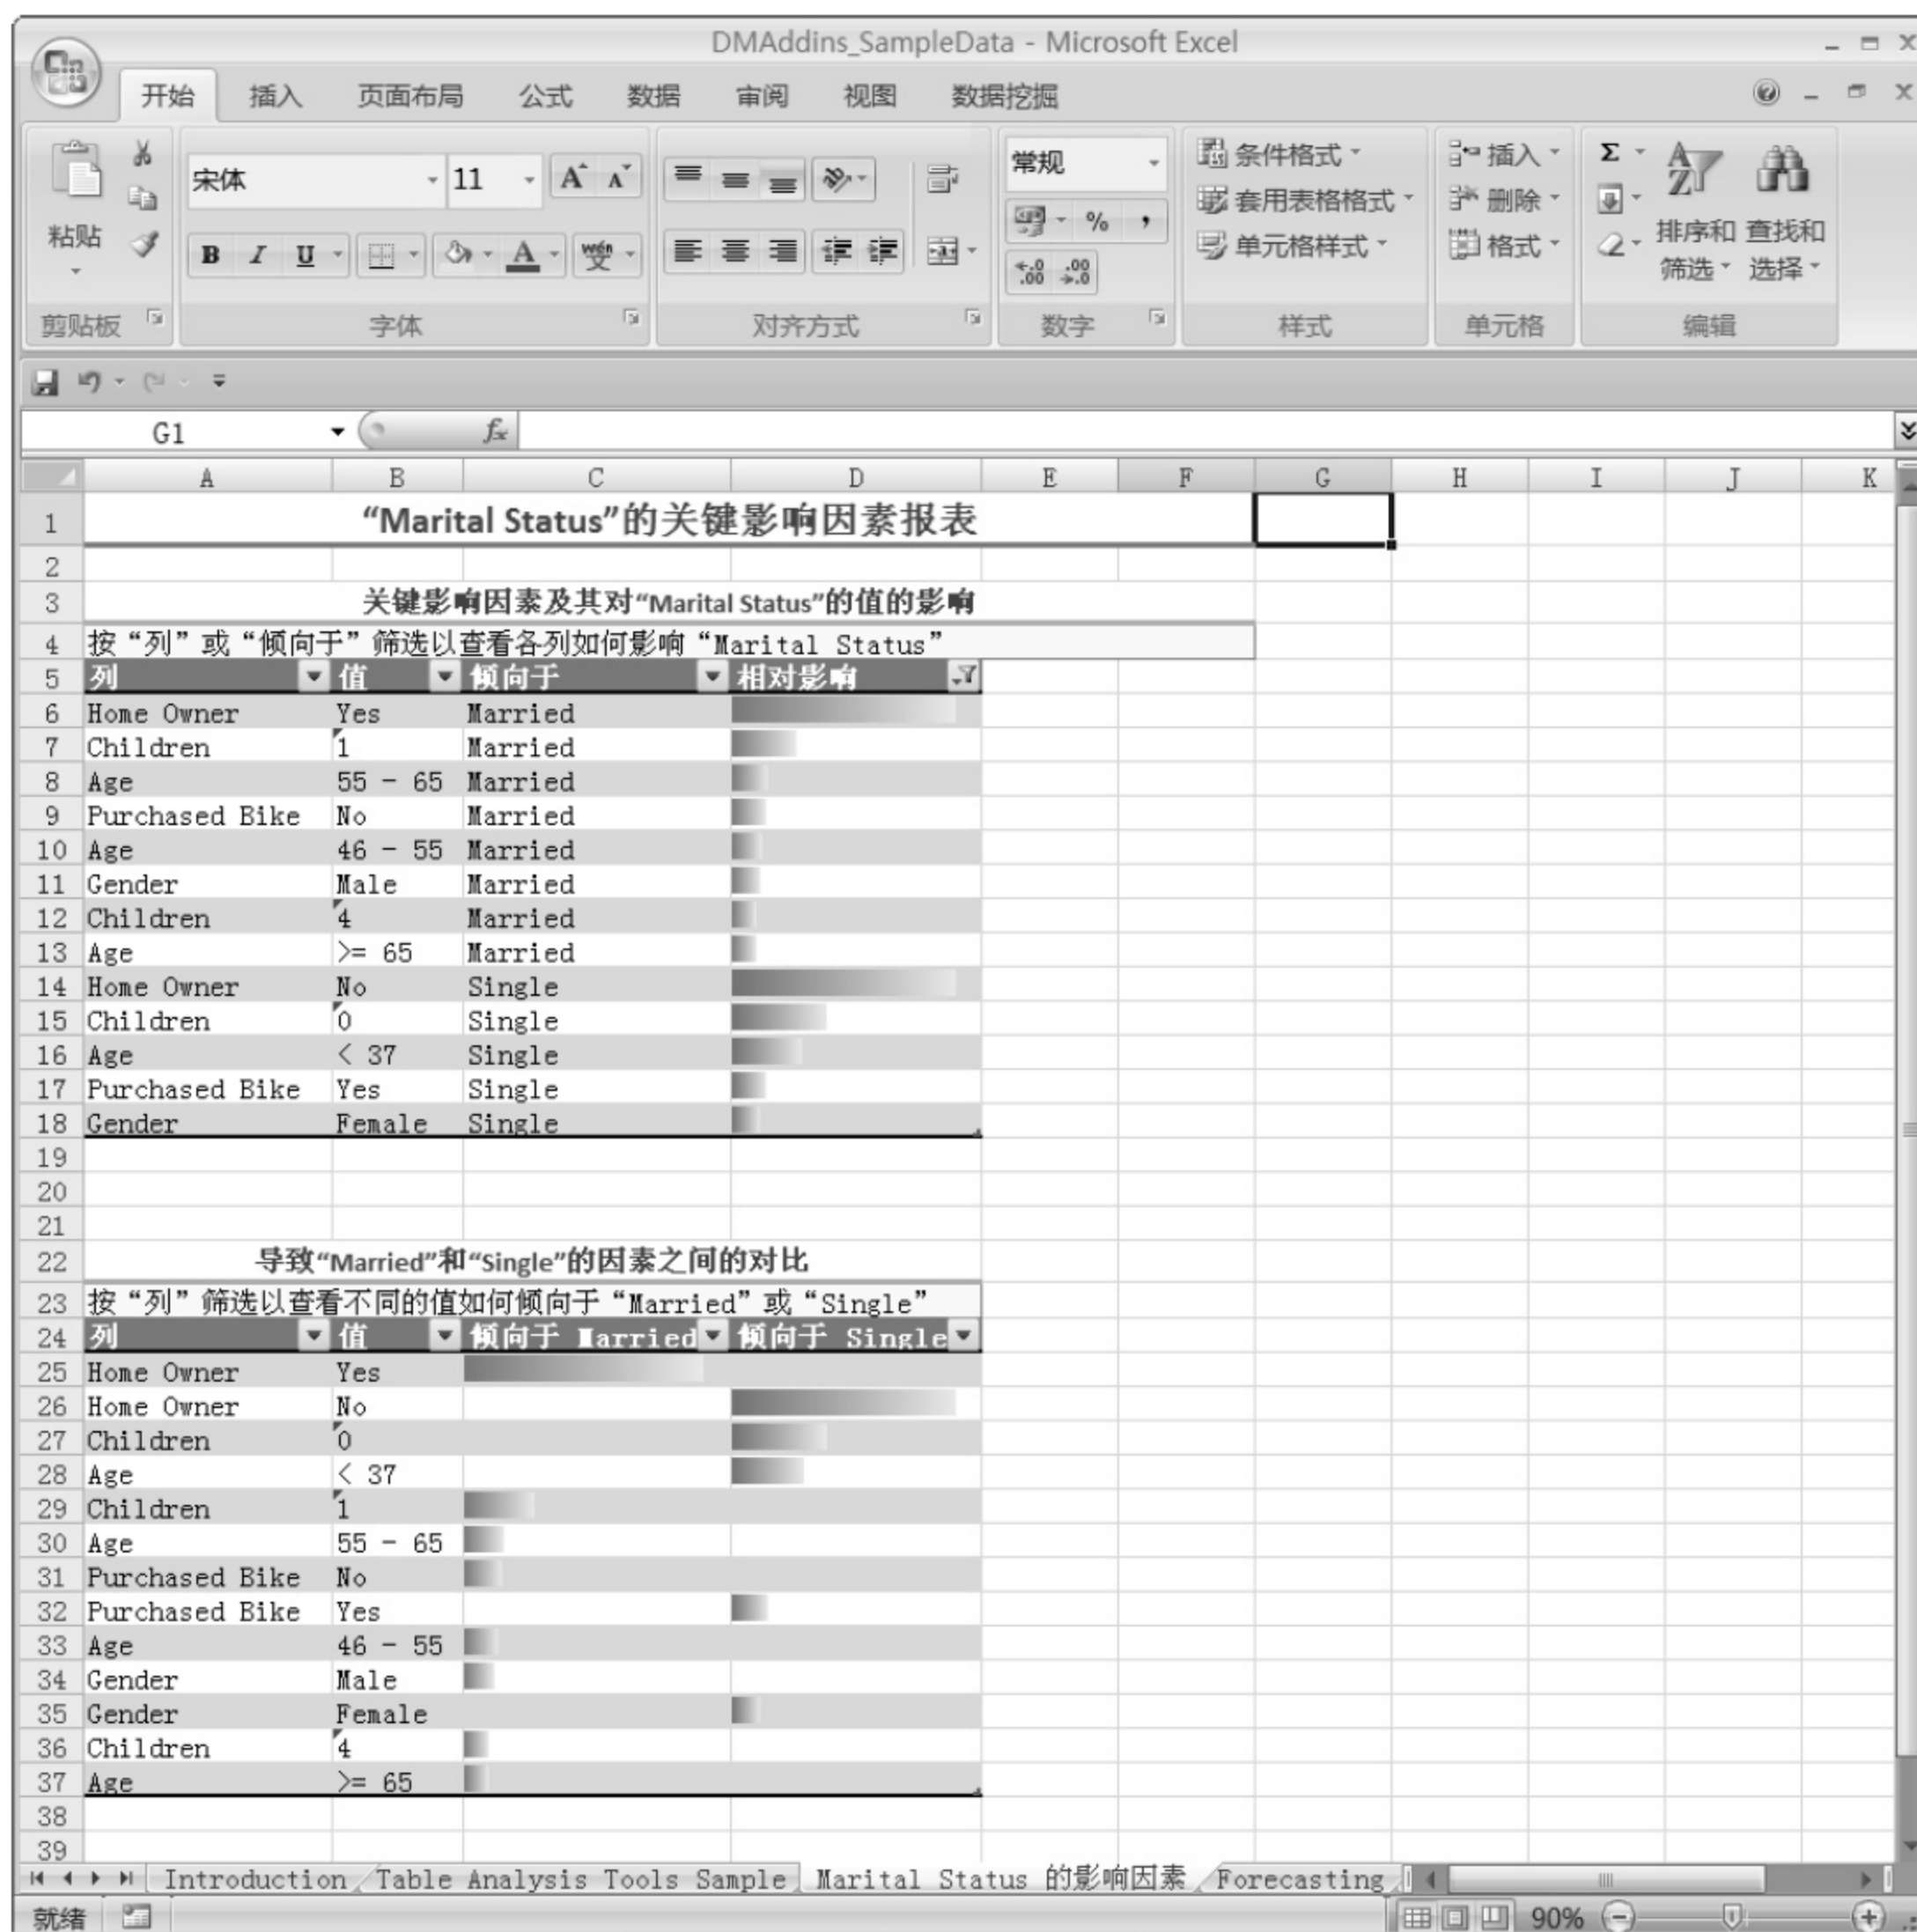 DMAddins_SampleData - Microsoft Excel
开始 插入 页面布局 公式 数据 审阅 视图 数据挖掘
宋体 11 A A 常规 条件格式 插入 Σ
% , 套用表格格式 删除
粘贴 B I U A wén 文 .0 .00 .00 .0 单元格样式 格式 排序和筛选 查找和选择
剪贴板 字体 对齐方式 数字 样式 单元格 编辑
G1 fx
A B C D E F G H I J K
1 “Marital Status”的关键影响因素报表
2
3 关键影响因素及其对“Marital Status”的值的影响
4 按“列”或“倾向于”筛选以查看各列如何影响“Marital Status”
5 列 值 倾向于 相对影响
6 Home Owner Yes Married
7 Children 1 Married
8 Age 55 - 65 Married
9 Purchased Bike No Married
10 Age 46 - 55 Married
11 Gender Male Married
12 Children 4 Married
13 Age >= 65 Married
14 Home Owner No Single
15 Children 0 Single
16 Age < 37 Single
17 Purchased Bike Yes Single
18 Gender Female Single
19
20
21
22 导致“Married”和“Single”的因素之间的对比
23 按“列”筛选以查看不同的值如何倾向于“Married”或“Single”
24 列 值 倾向于 Married 倾向于 Single
25 Home Owner Yes
26 Home Owner No
27 Children 0
28 Age < 37
29 Children 1
30 Age 55 - 65
31 Purchased Bike No
32 Purchased Bike Yes
33 Age 46 - 55
34 Gender Male
35 Gender Female
36 Children 4
37 Age >= 65
38
39
Introduction Table Analysis Tools Sample Marital Status 的影响因素 Forecasting
就绪 90%